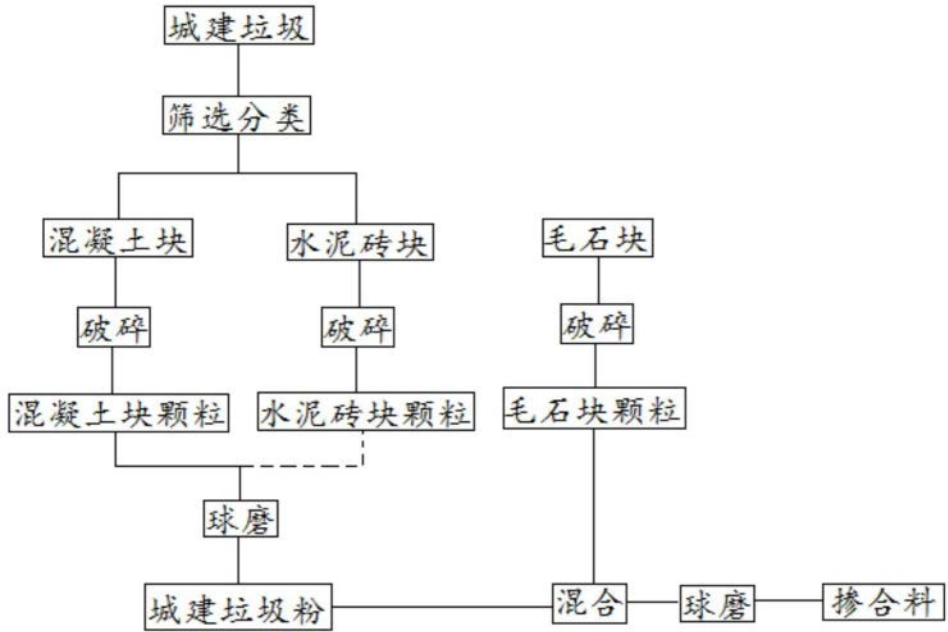 城建垃圾
筛选分类
混凝土块
水泥砖块
毛石块
破碎
破碎
破碎
混凝土块颗粒
水泥砖块颗粒
毛石块颗粒
球磨
城建垃圾粉
混合
球磨
掺合料